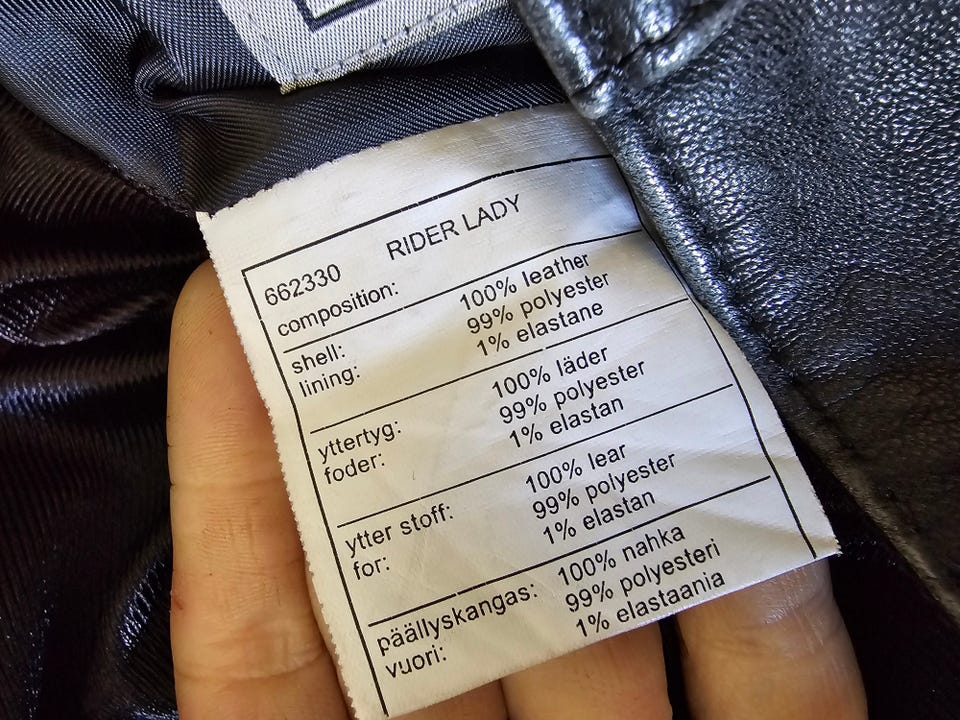 662330 RIDER LADY
composition:
shell: 100% leather
lining: 99% polyester
1% elastane
yttertyg: 100% läder
foder: 99% polyester
1% elastan
ytter stoff: 100% lear
for: 99% polyester
1% elastan
päällyskangas: 100% nahka
vuori: 99% polyesteri
1% elastaania